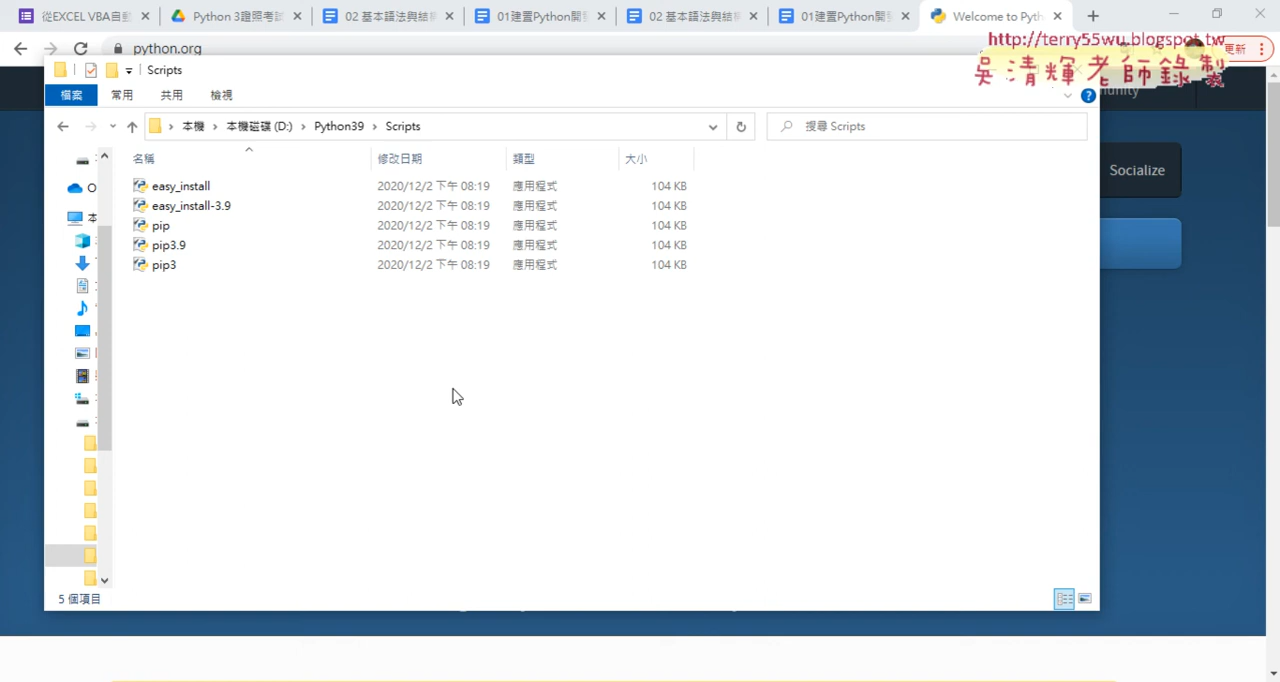 從EXCEL VBA自動
Python 3證照考試
02 基本語法與結構
01建置Python開發
02 基本語法與結構
01建置Python開發
Welcome to Pyth
python.org
更新
http://terry55wu.blogspot.tw
吳清輝老師錄製
Scripts
檔案
常用
共用
檢視
本機 › 本機磁碟 (D:) › Python39 › Scripts
搜尋 Scripts
名稱 修改日期 類型 大小
easy_install 2020/12/2 下午 08:19 應用程式 104 KB
easy_install-3.9 2020/12/2 下午 08:19 應用程式 104 KB
pip 2020/12/2 下午 08:19 應用程式 104 KB
pip3.9 2020/12/2 下午 08:19 應用程式 104 KB
pip3 2020/12/2 下午 08:19 應用程式 104 KB
O
本
5 個項目
Socialize